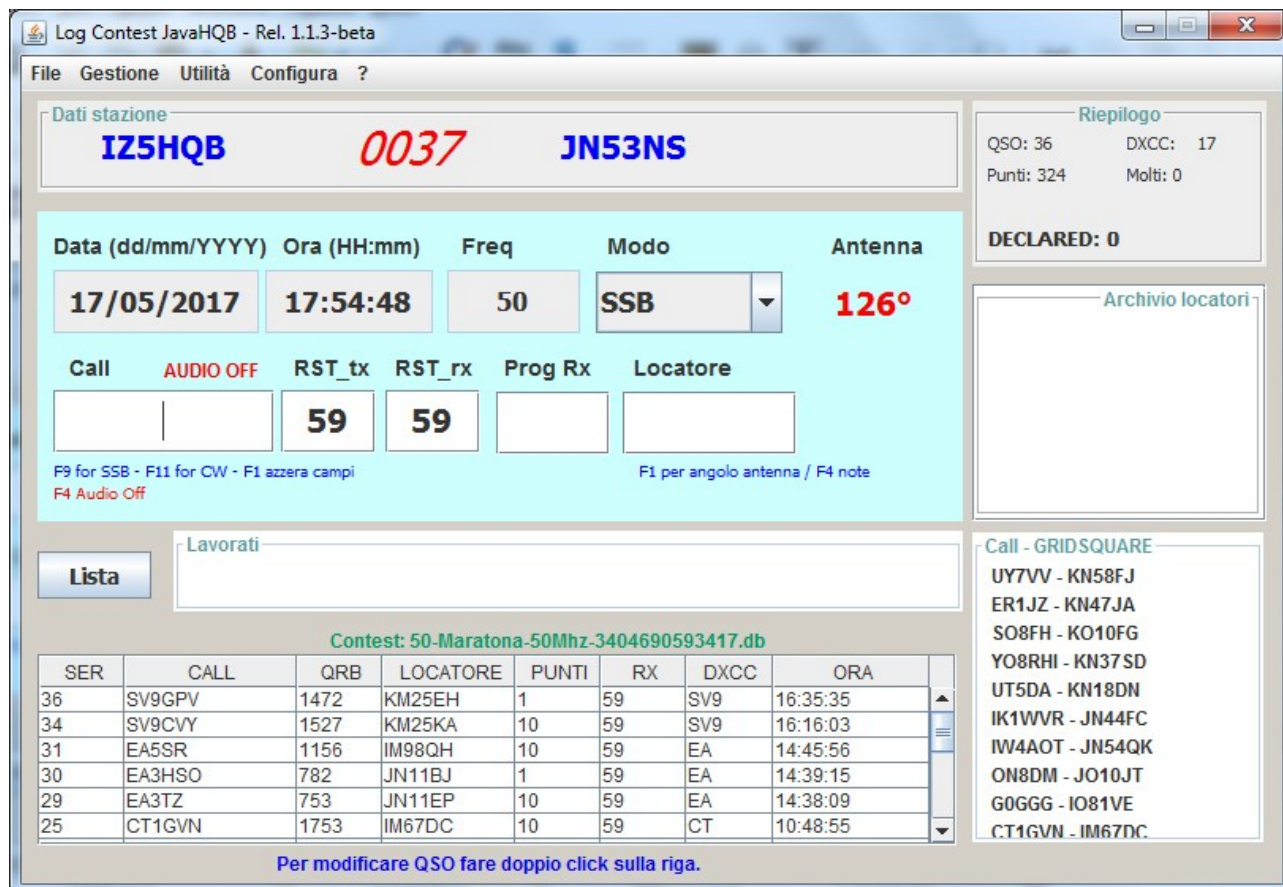 Log Contest JavaHQB - Rel. 1.1.3-beta
File Gestione Utilità Configura ?
Dati stazione
IZ5HQB 0037 JN53NS
Riepilogo
QSO: 36 DXCC: 17
Punti: 324 Molti: 0
DECLARED: 0
Data (dd/mm/YYYY) Ora (HH:mm) Freq Modo Antenna
17/05/2017 17:54:48 50 SSB 126°
Call AUDIO OFF RST_tx RST_rx Prog Rx Locatore
59 59
F9 for SSB - F11 for CW - F1 azzera campi F1 per angolo antenna / F4 note
F4 Audio Off
Archivio locatori
Lista
Lavorati
Contest: 50-Maratona-50Mhz-3404690593417.db
SER CALL QRB LOCATORE PUNTI RX DXCC ORA
36 SV9GPV 1472 KM25EH 1 59 SV9 16:35:35
34 SV9CVY 1527 KM25KA 10 59 SV9 16:16:03
31 EA5SR 1156 IM98QH 10 59 EA 14:45:56
30 EA3HSO 782 JN11BJ 1 59 EA 14:39:15
29 EA3TZ 753 JN11EP 10 59 EA 14:38:09
25 CT1GVN 1753 IM67DC 10 59 CT 10:48:55
Per modificare QSO fare doppio click sulla riga.
Call - GRIDSQUARE
UY7VV - KN58FJ
ER1JZ - KN47JA
SO8FH - KO10FG
YO8RHI - KN37SD
UT5DA - KN18DN
IK1WVR - JN44FC
IW4AOT - JN54QK
ON8DM - JO10JT
G0GGG - IO81VE
CT1GVN - IM67DC